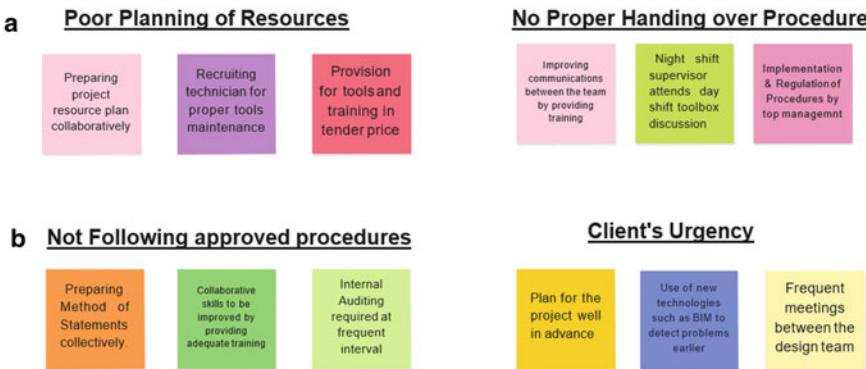 a
Poor Planning of Resources
Preparing
project
resource plan
collaboratively
Recruiting
technician for
proper tools
maintenance
Provision
for tools and
training in
tender price
No Proper Handing over Procedure
Improving
communications
between the team
by providing
training
Night shift
supervisor
attends day
shift toolbox
discussion
Implementation
& Regulation of
Procedures by
top managemnt
b
Not Following approved procedures
Preparing
Method of
Statements
collectively.
Collaborative
skills to be
improved by
providing
adequate training
Internal
Auditing
required at
frequent
interval
Client's Urgency
Plan for the
project well
in advance
Use of new
technologies
such as BIM to
detect problems
earlier
Frequent
meetings
between the
design team